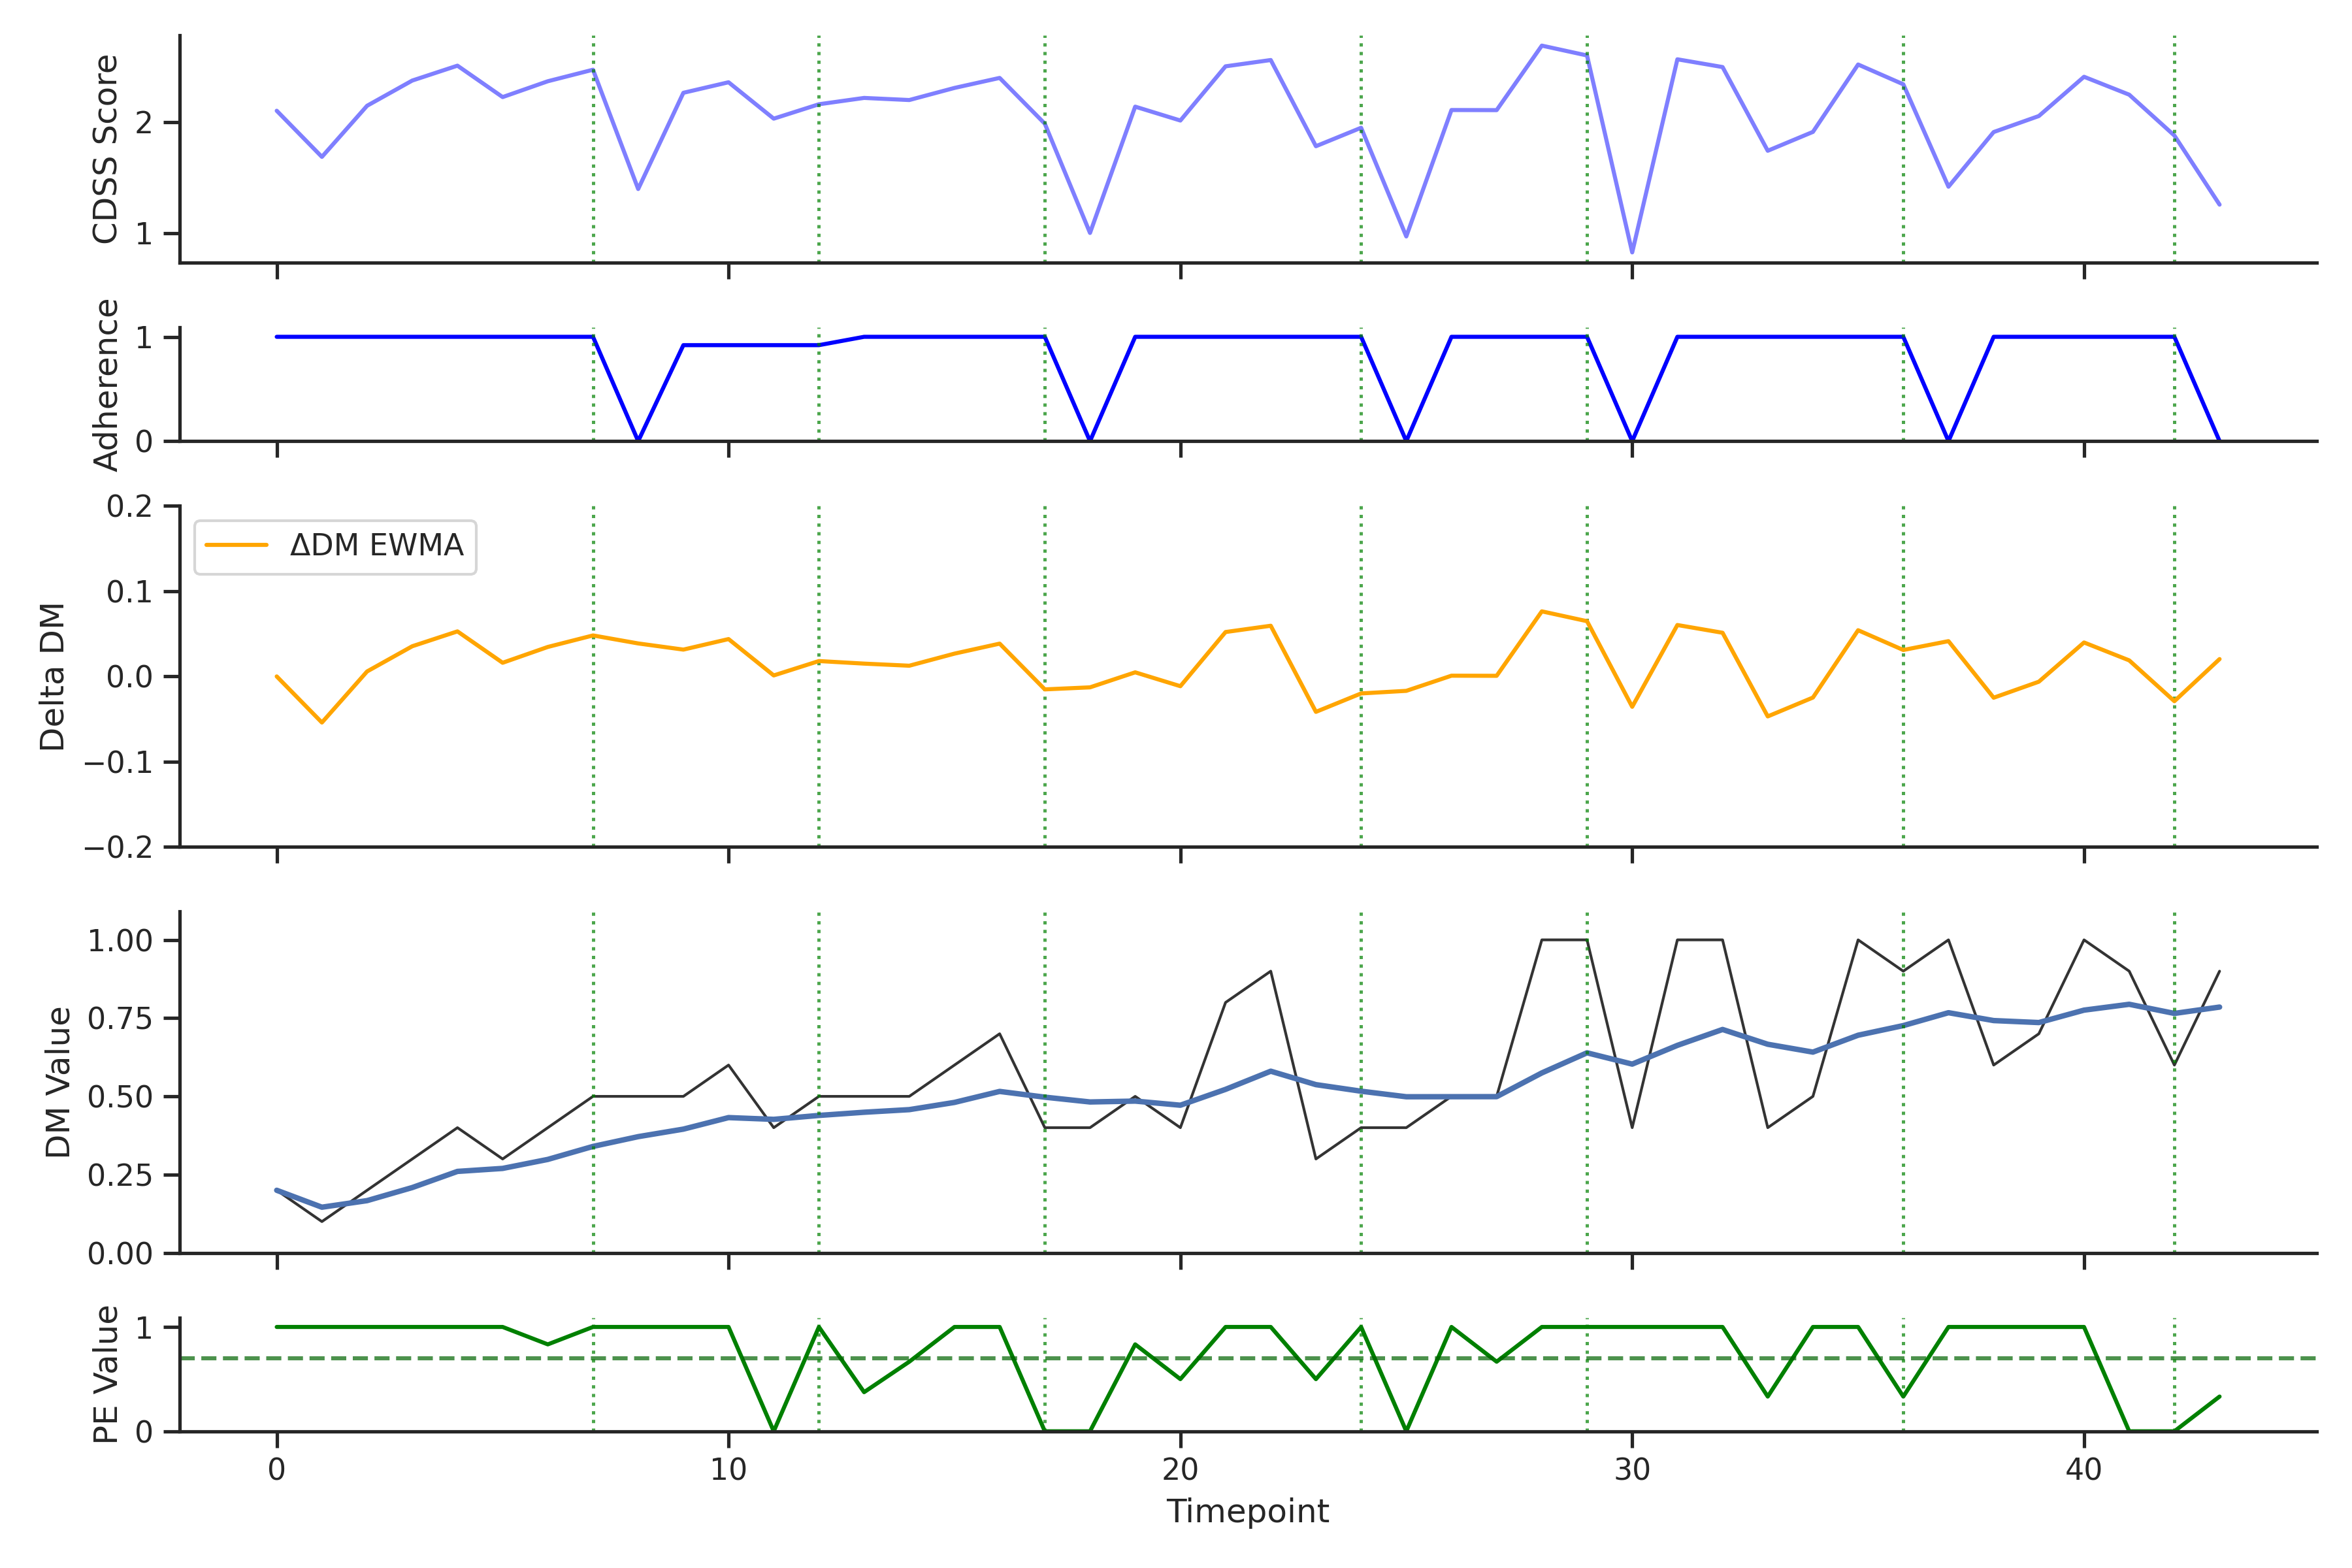 CDSS Score
2
1
Adherence
1
0
Delta DM
0.2
0.1
0.0
−0.1
−0.2
ΔDM EWMA
DM Value
1.00
0.75
0.50
0.25
0.00
PE Value
1
0
0 10 20 30 40
Timepoint